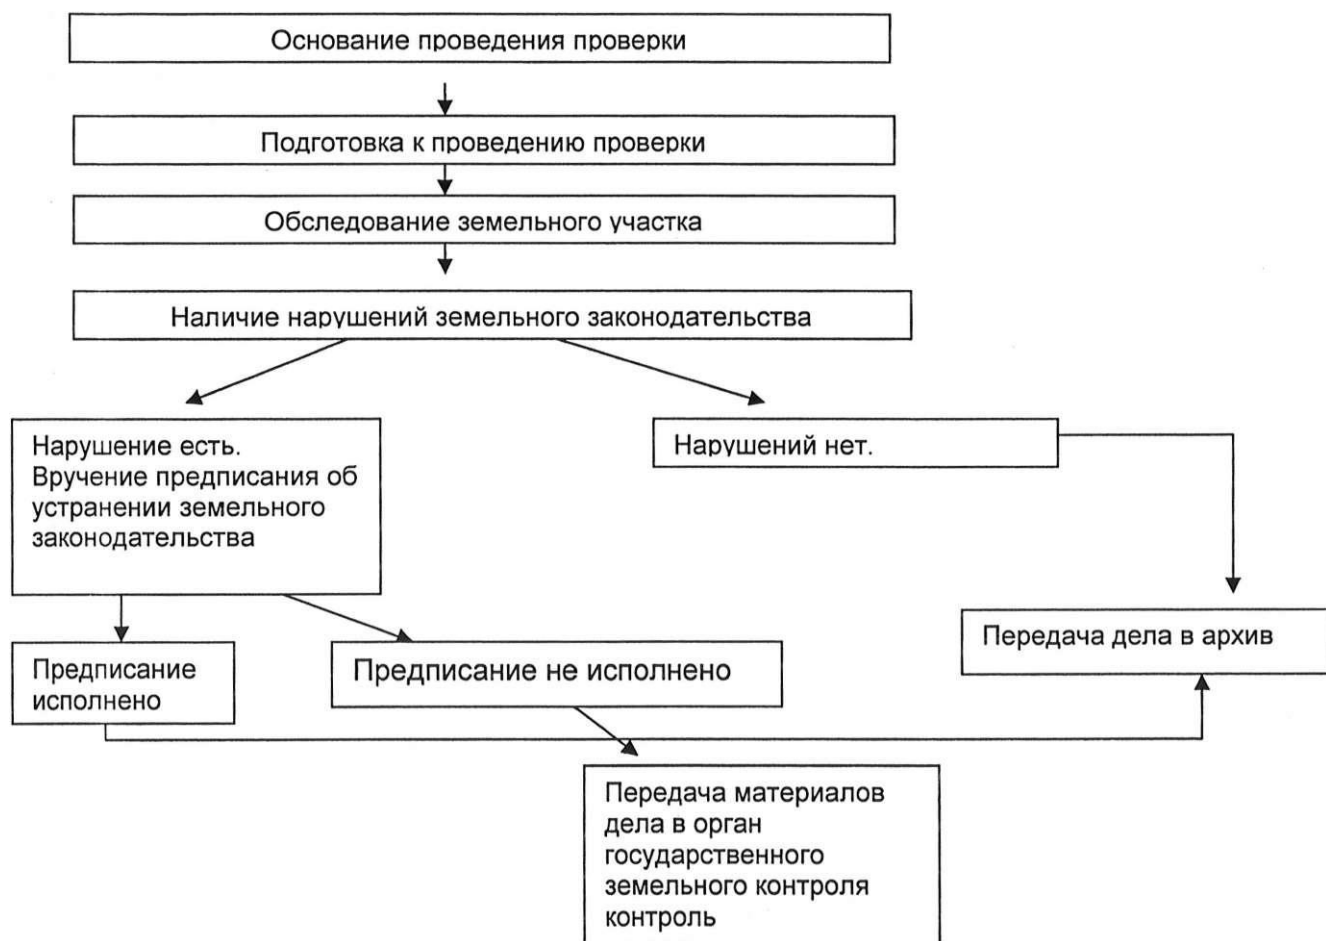 Основание проведения проверки
Подготовка к проведению проверки
Обследование земельного участка
Наличие нарушений земельного законодательства
Нарушение есть.
Вручение предписания об
устранении земельного
законодательства
Нарушений нет.
Предписание
исполнено
Предписание не исполнено
Передача дела в архив
Передача материалов
дела в орган
государственного
земельного контроля
контроль